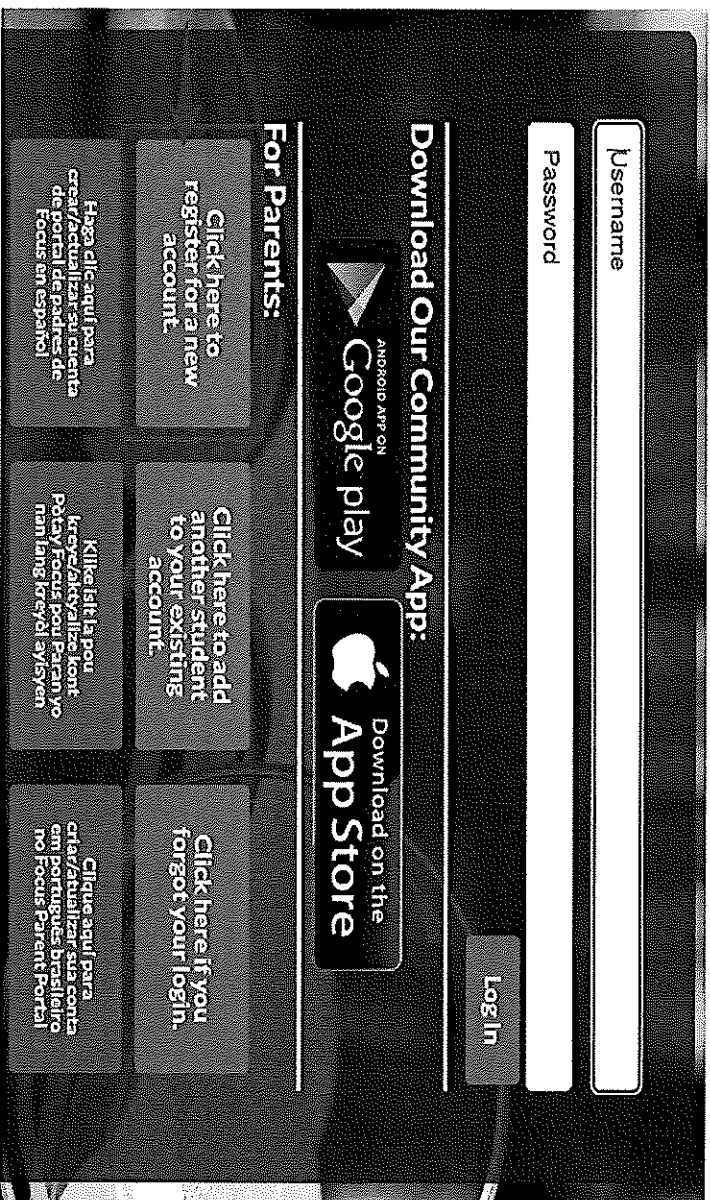 Username
Password
Log In
Download Our Community App:
ANDROID APP ON
Google play
Download on the
App Store
For Parents:
Click here to
register for a new
account.
Click here to add
another student
to your existing
account.
Click here if you
forgot your login.
Haga clic aquí para
crear/actualizar su cuenta
de portal de padres de
Focus en español
Klike isit la pou
kreye/aktyalize kont
Pòtay Focus pou Paran yo
nan lang kreyòl ayisyen
Clique aquí para
criar/atualizar sua conta
em português brasileiro
no Focus Parent Portal